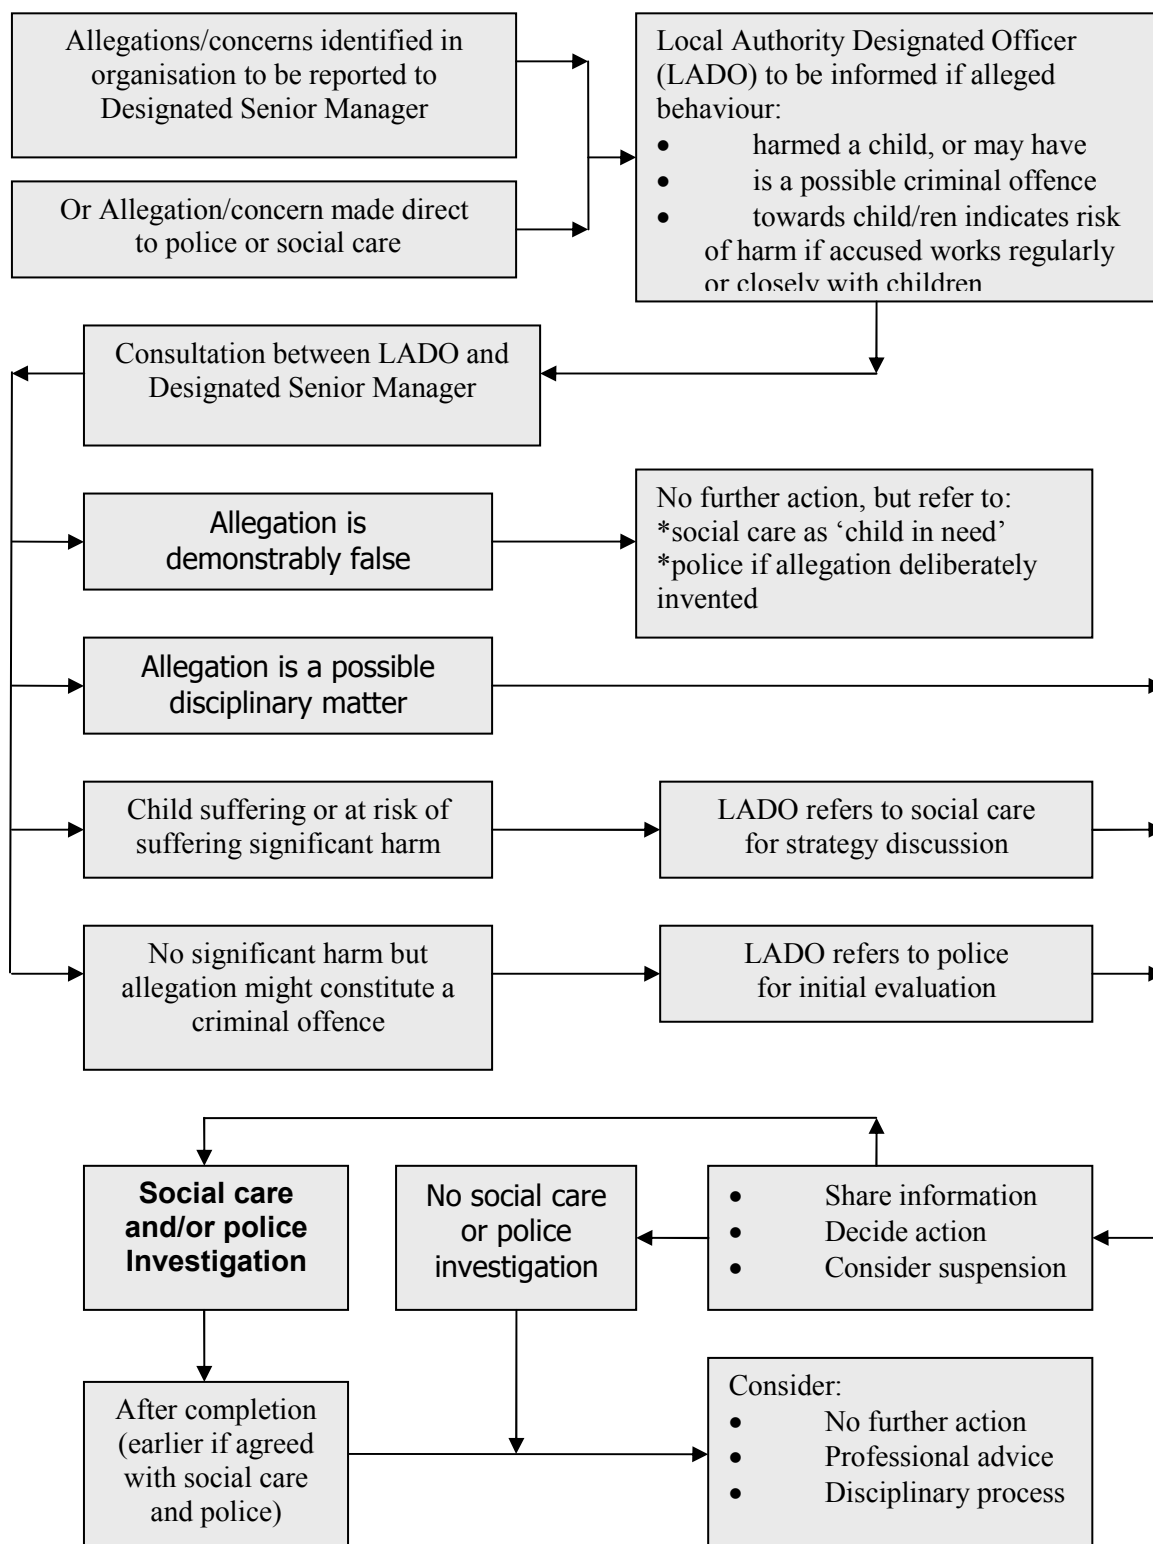 Allegations/concerns identified in
organisation to be reported to
Designated Senior Manager
Or Allegation/concern made direct
to police or social care
Local Authority Designated Officer
(LADO) to be informed if alleged
behaviour:
• harmed a child, or may have
• is a possible criminal offence
• towards child/ren indicates risk
of harm if accused works regularly
or closely with children
Consultation between LADO and
Designated Senior Manager
Allegation is
demonstrably false
No further action, but refer to:
*social care as ‘child in need’
*police if allegation deliberately
invented
Allegation is a possible
disciplinary matter
Child suffering or at risk of
suffering significant harm
LADO refers to social care
for strategy discussion
No significant harm but
allegation might constitute a
criminal offence
LADO refers to police
for initial evaluation
Social care
and/or police
Investigation
No social care
or police
investigation
• Share information
• Decide action
• Consider suspension
After completion
(earlier if agreed
with social care
and police)
Consider:
• No further action
• Professional advice
• Disciplinary process